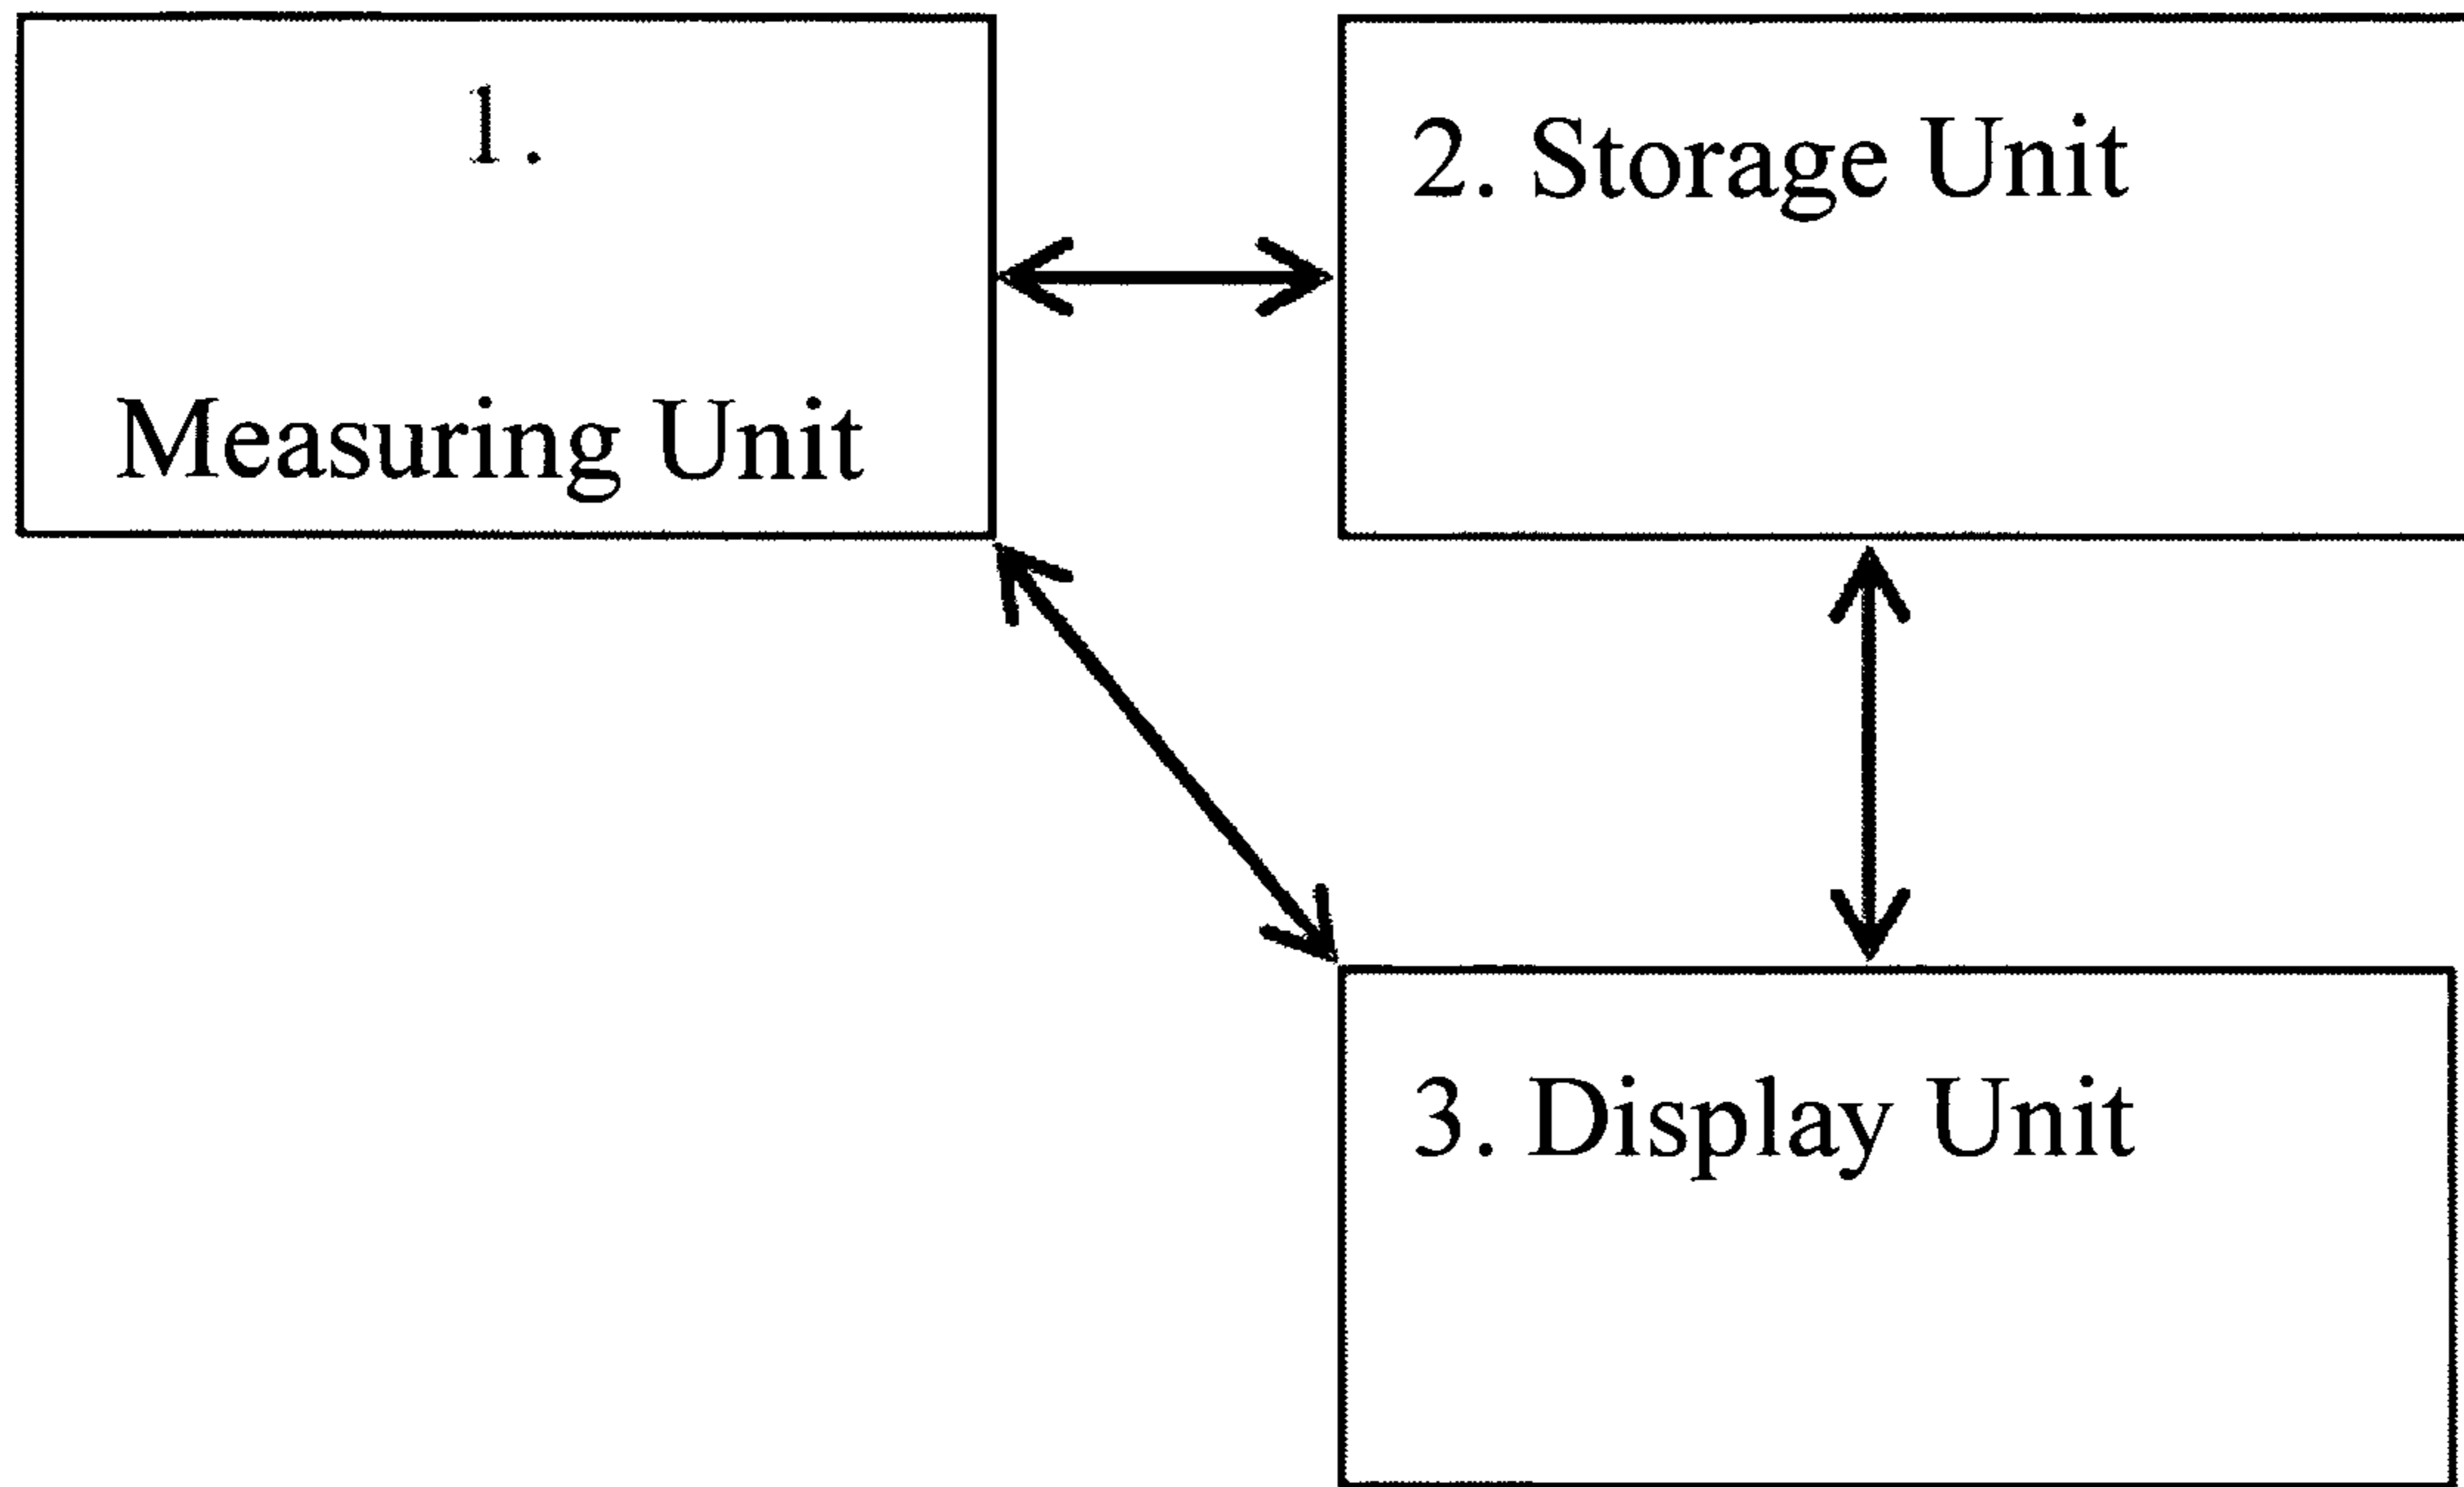 1.
Measuring Unit
2. Storage Unit
3. Display Unit